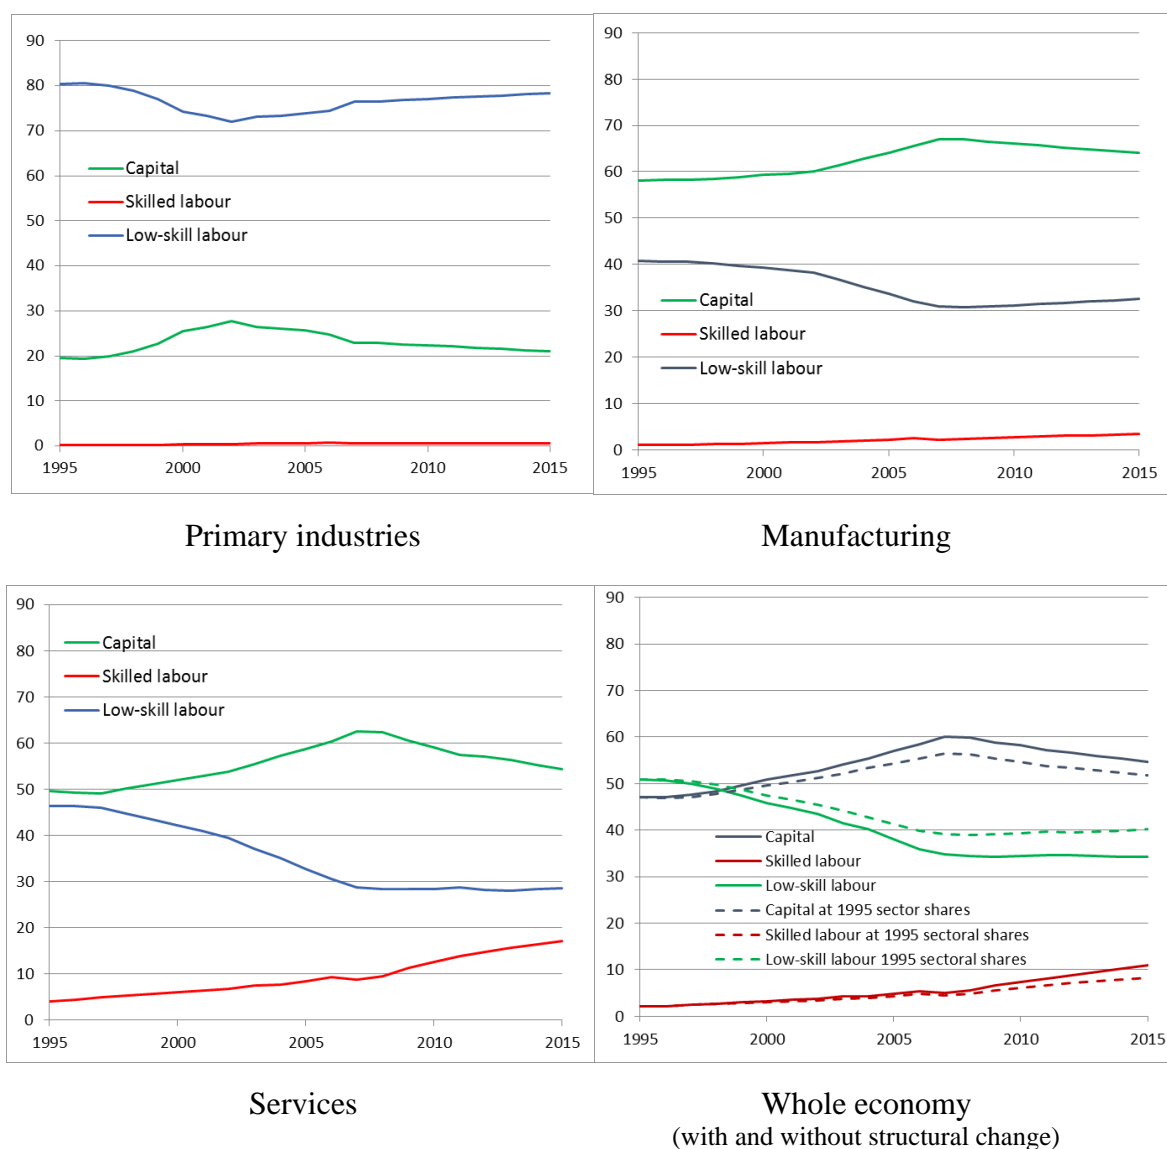 90
80
70
60
50
40
30
20
10
0
Capital
Skilled labour
Low-skill labour
1995 2000 2005 2010 2015
Primary industries
90
80
70
60
50
40
30
20
10
0
Capital
Skilled labour
Low-skill labour
1995 2000 2005 2010 2015
Manufacturing
90
80
70
60
50
40
30
20
10
0
Capital
Skilled labour
Low-skill labour
1995 2000 2005 2010 2015
Services
90
80
70
60
50
40
30
20
10
0
Capital
Skilled labour
Low-skill labour
Capital at 1995 sector shares
Skilled labour at 1995 sectoral shares
Low-skill labour 1995 sectoral shares
1995 2000 2005 2010 2015
Whole economy
(with and without structural change)